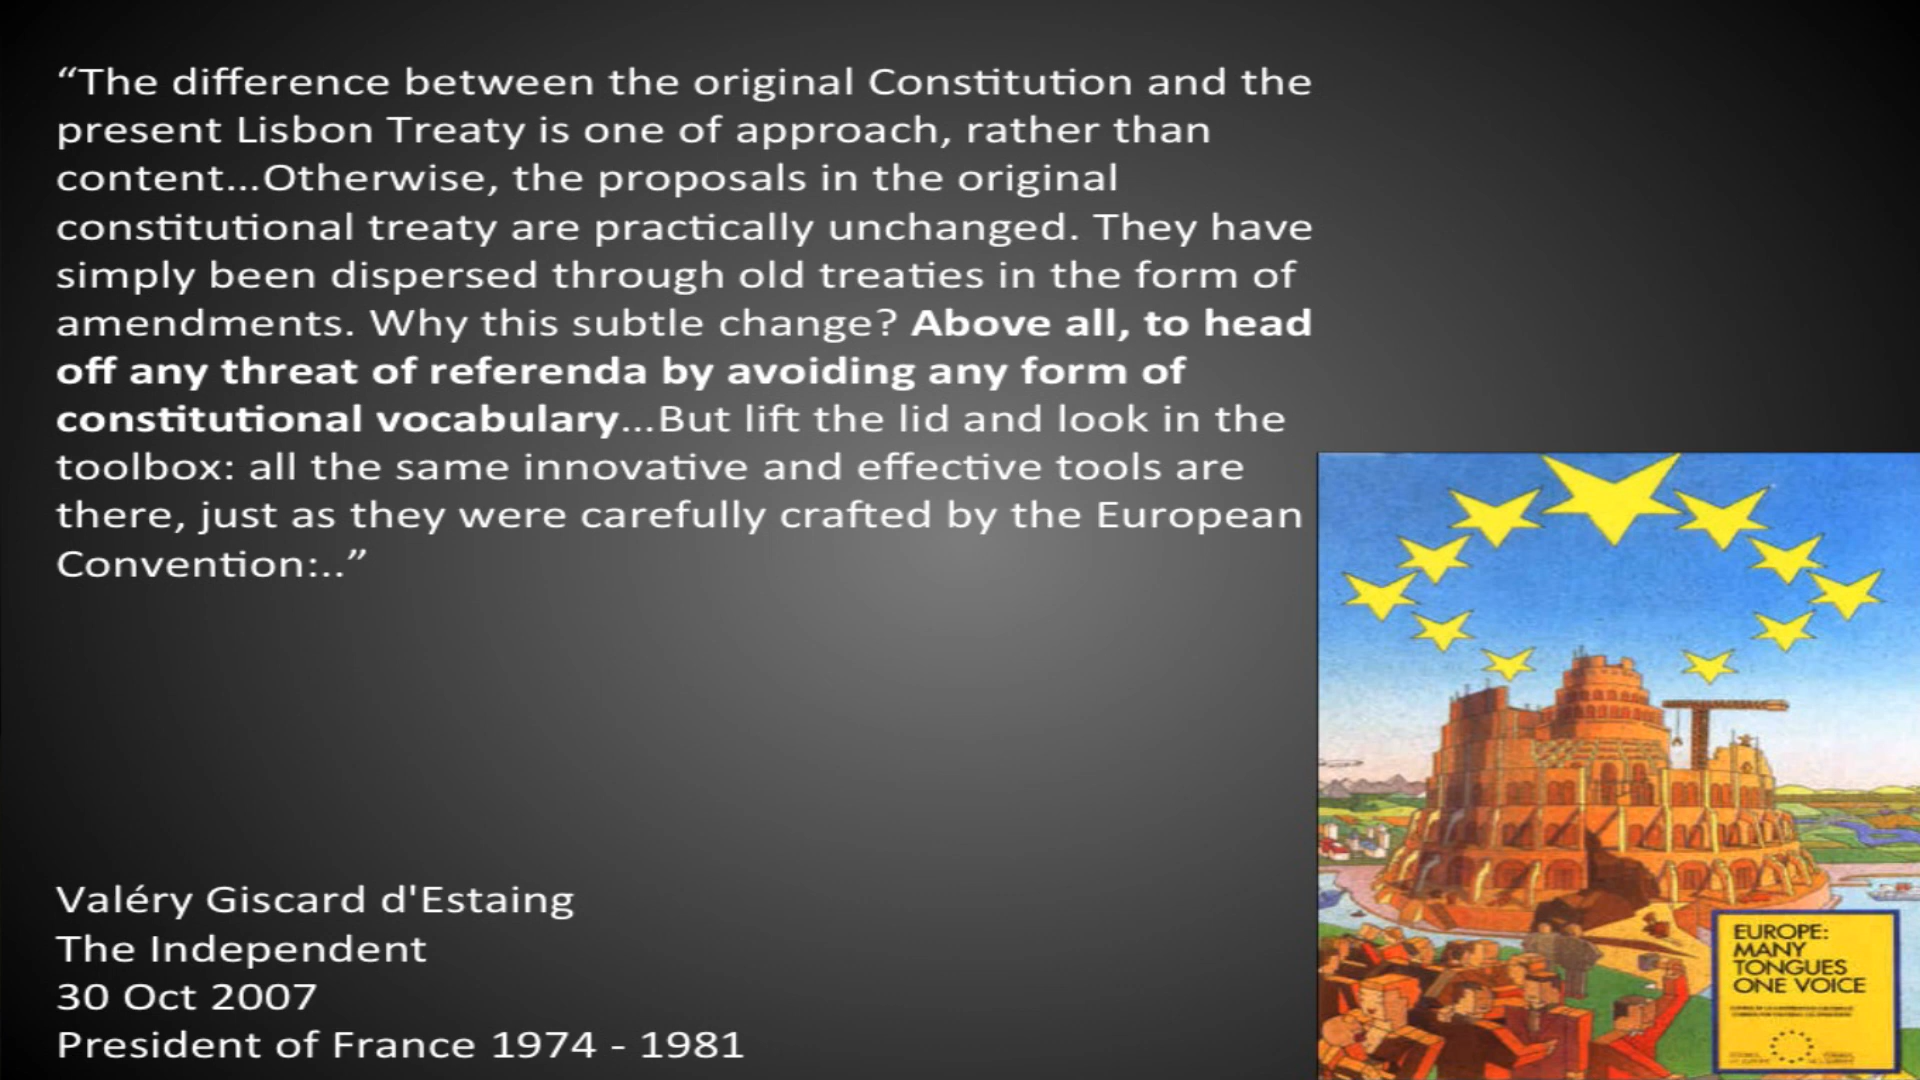 “The difference between the original Constitution and the
present Lisbon Treaty is one of approach, rather than
content...Otherwise, the proposals in the original
constitutional treaty are practically unchanged. They have
simply been dispersed through old treaties in the form of
amendments. Why this subtle change? Above all, to head
off any threat of referenda by avoiding any form of
constitutional vocabulary...But lift the lid and look in the
toolbox: all the same innovative and effective tools are
there, just as they were carefully crafted by the European
Convention:..”
Valéry Giscard d'Estaing
The Independent
30 Oct 2007
President of France 1974 - 1981
EUROPE:
MANY
TONGUES
ONE VOICE